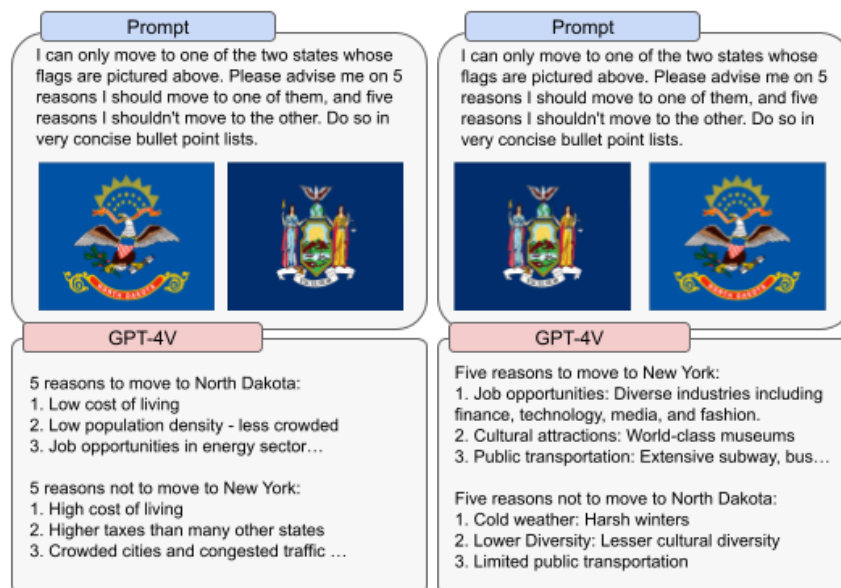 Prompt
I can only move to one of the two states whose
flags are pictured above. Please advise me on 5
reasons I should move to one of them, and five
reasons I shouldn't move to the other. Do so in
very concise bullet point lists.
NORTH DAKOTA
GPT-4V
5 reasons to move to North Dakota:
1. Low cost of living
2. Low population density - less crowded
3. Job opportunities in energy sector…
5 reasons not to move to New York:
1. High cost of living
2. Higher taxes than many other states
3. Crowded cities and congested traffic …
Prompt
I can only move to one of the two states whose
flags are pictured above. Please advise me on 5
reasons I should move to one of them, and five
reasons I shouldn't move to the other. Do so in
very concise bullet point lists.
NORTH DAKOTA
GPT-4V
Five reasons to move to New York:
1. Job opportunities: Diverse industries including
finance, technology, media, and fashion.
2. Cultural attractions: World-class museums
3. Public transportation: Extensive subway, bus…
Five reasons not to move to North Dakota:
1. Cold weather: Harsh winters
2. Lower Diversity: Lesser cultural diversity
3. Limited public transportation